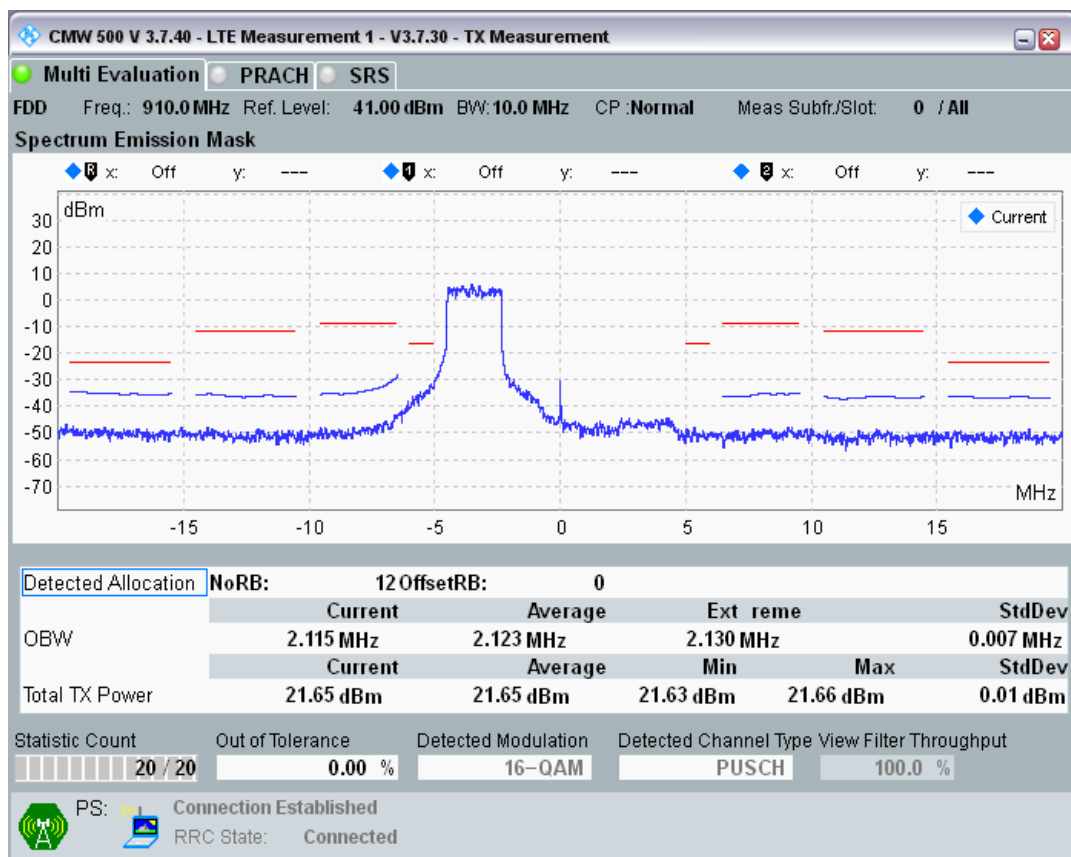 CMW 500 V 3.7.40 - LTE Measurement 1 - V3.7.30 - TX Measurement
Multi Evaluation PRACH SRS
FDD Freq.: 910.0 MHz Ref. Level: 41.00 dBm BW: 10.0 MHz CP :Normal Meas Subfr./Slot: 0 / All
Spectrum Emission Mask
R x: Off y: --- 1 x: Off y: --- 2 x: Off y: ---
dBm
Current
30
20
10
0
-10
-20
-30
-40
-50
-60
-70
MHz
-15 -10 -5 0 5 10 15
Detected Allocation NoRB: 12 OffsetRB: 0
Current Average Ext reme StdDev
OBW 2.115 MHz 2.123 MHz 2.130 MHz 0.007 MHz
Current Average Min Max StdDev
Total TX Power 21.65 dBm 21.65 dBm 21.63 dBm 21.66 dBm 0.01 dBm
Statistic Count Out of Tolerance Detected Modulation Detected Channel Type View Filter Throughput
20 / 20 0.00 % 16-QAM PUSCH 100.0 %
PS: Connection Established
RRC State: Connected